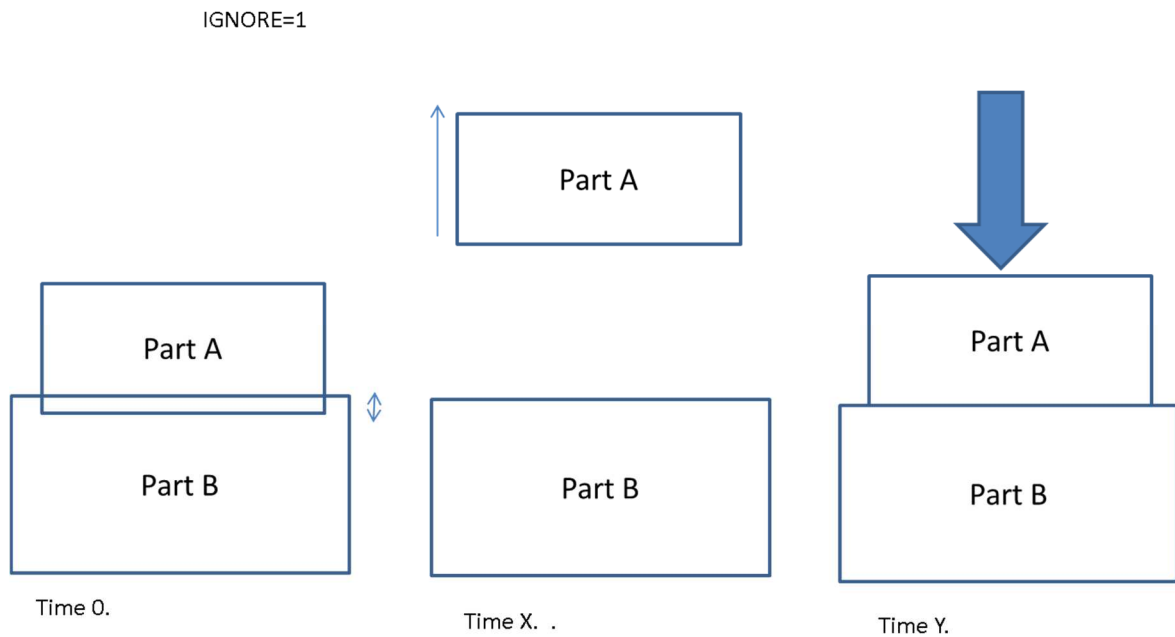 IGNORE=1
Part A
Part B
Time 0.
Part A
Part B
Time X. .
Part A
Part B
Time Y.